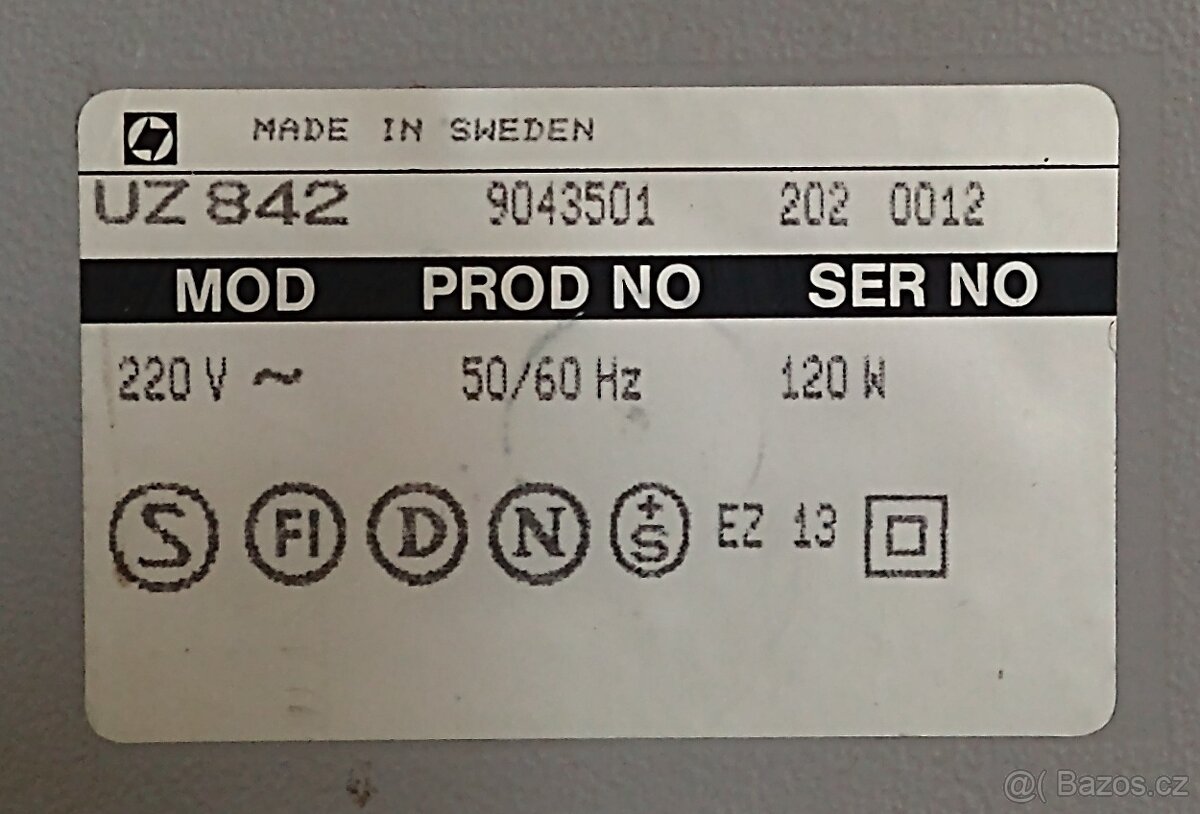 MADE IN SWEDEN
UZ 842 9043501 202 0012
MOD PROD NO SER NO
220 V ~ 50/60 Hz 120 W
S FI D N +S EZ 13
@( Bazos.cz